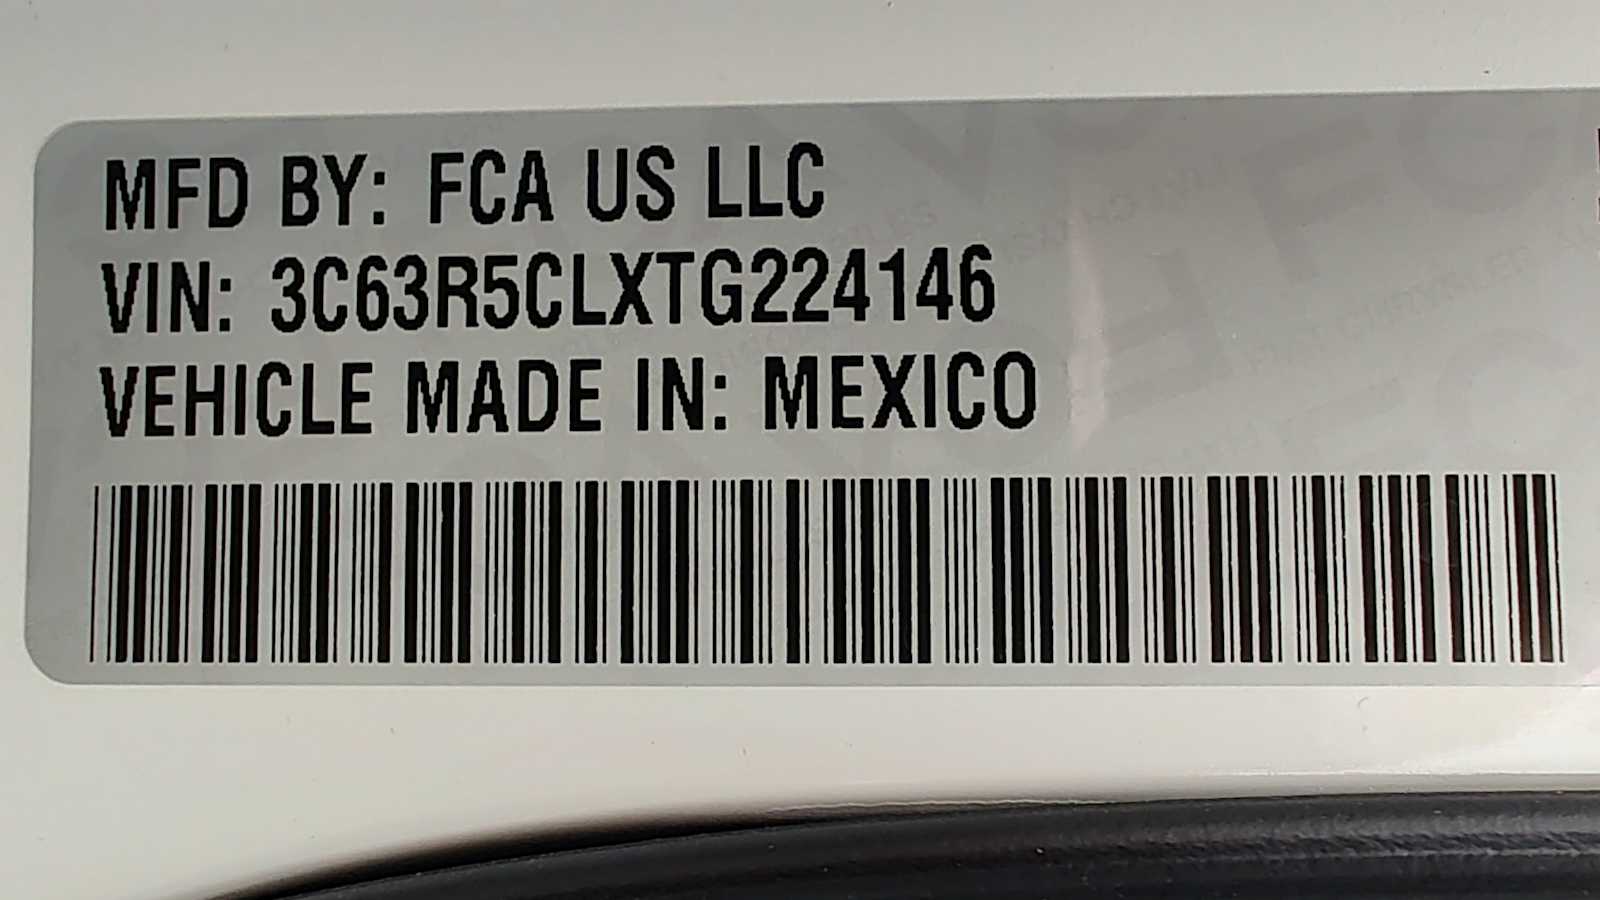 MFD BY: FCA US LLC
VIN: 3C63R5CLXTG224146
VEHICLE MADE IN: MEXICO